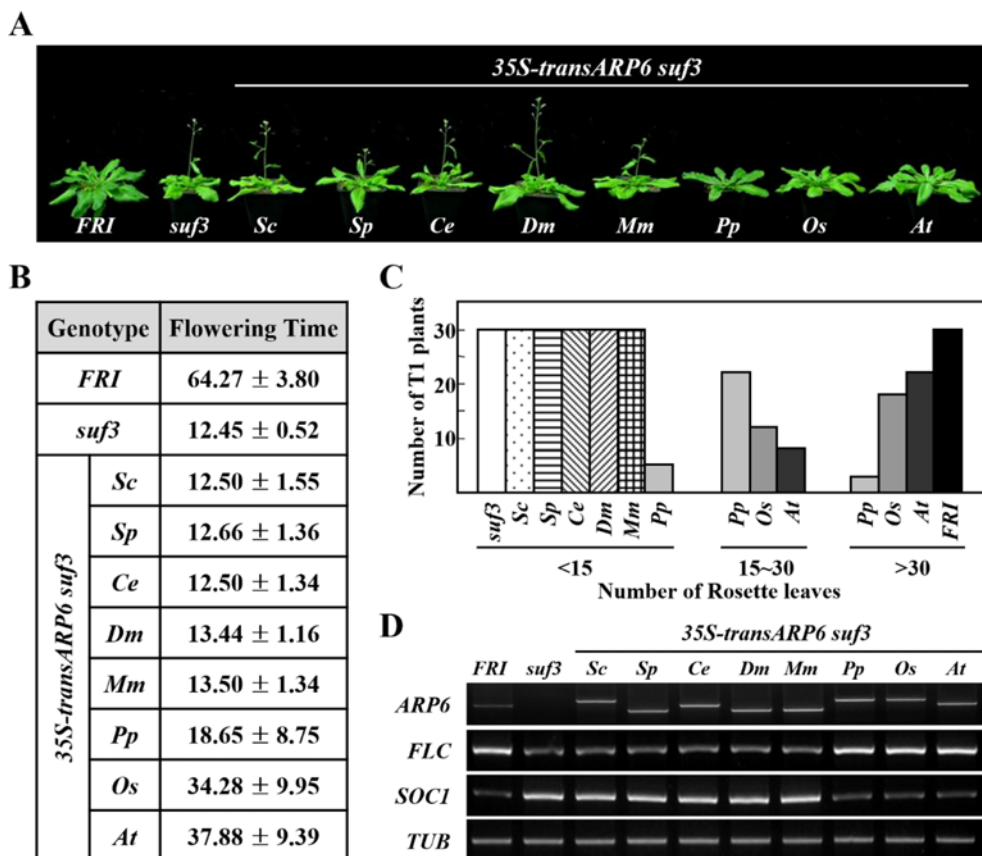 A
35S-transARP6 suf3
FRI suf3 Sc Sp Ce Dm Mm Pp Os At
B
Genotype Flowering Time
FRI 64.27 ± 3.80
suf3 12.45 ± 0.52
35S-transARP6 suf3
Sc 12.50 ± 1.55
Sp 12.66 ± 1.36
Ce 12.50 ± 1.34
Dm 13.44 ± 1.16
Mm 13.50 ± 1.34
Pp 18.65 ± 8.75
Os 34.28 ± 9.95
At 37.88 ± 9.39
C
Number of T1 plants
30
20
10
suf3 Sc Sp Ce Dm Mm Pp Pp Os At Pp Os At FRI
<15 15~30 >30
Number of Rosette leaves
D
35S-transARP6 suf3
FRI suf3 Sc Sp Ce Dm Mm Pp Os At
ARP6
FLC
SOC1
TUB